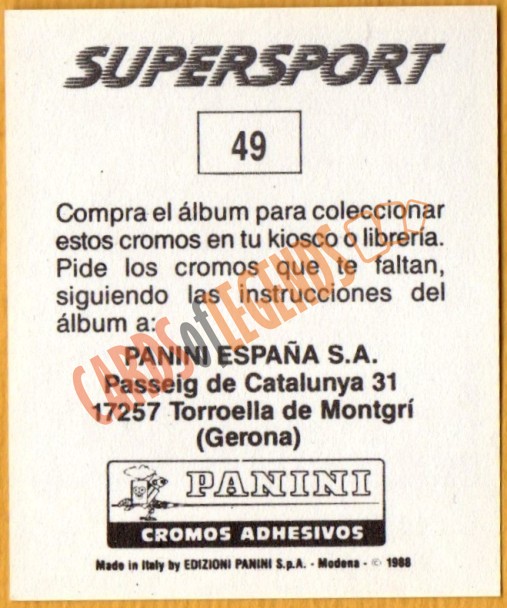 SUPERSPORT
49
Compra el álbum para coleccionar
estos cromos en tu kiosco o librería.
Pide los cromos que te faltan,
siguiendo las instrucciones del
álbum a:
PANINI ESPAÑA S.A.
Passeig de Catalunya 31
17257 Torroella de Montgrí
(Gerona)
CARDS of LEGENDS
PANINI
CROMOS ADHESIVOS
Made in Italy by EDIZIONI PANINI S.p.A. - Modena - © 1988